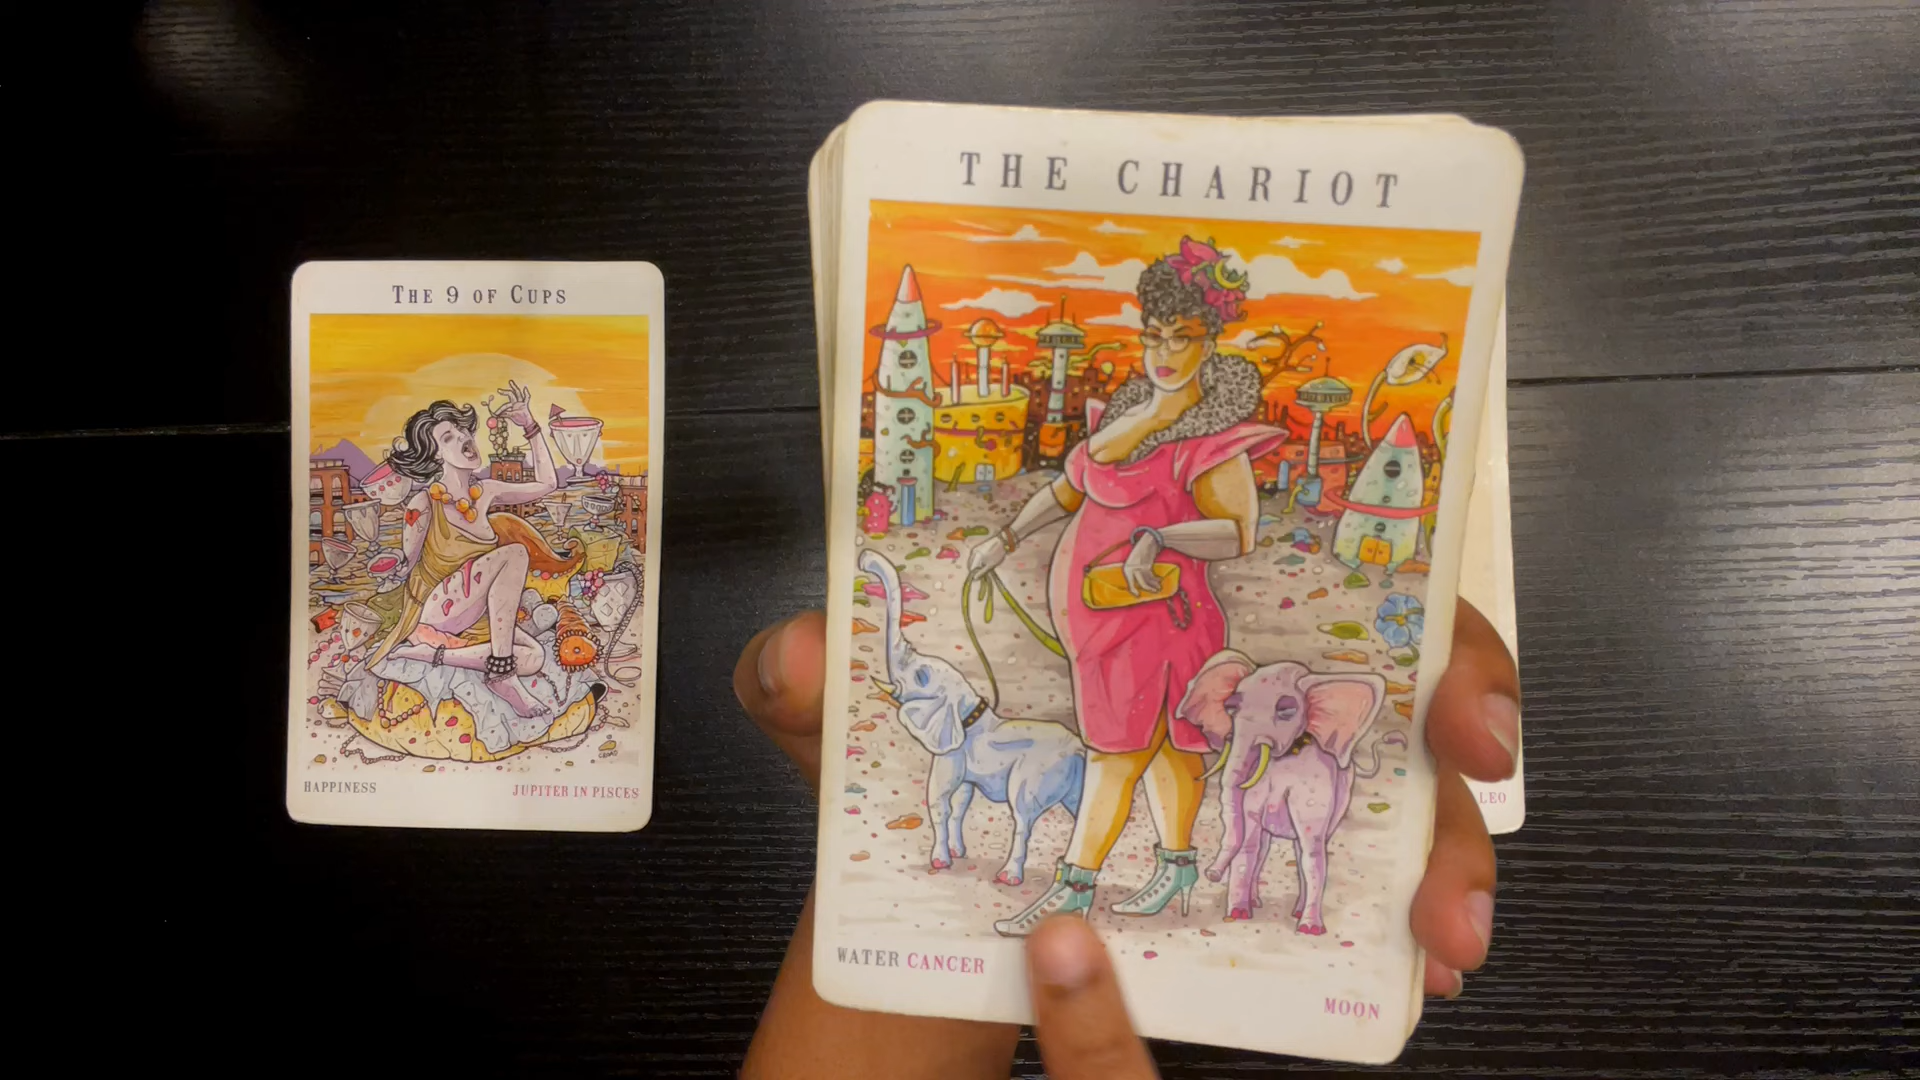 THE 9 OF CUPS
HAPPINESS
JUPITER IN PISCES
THE CHARIOT
WATER CANCER
MOON
LEO